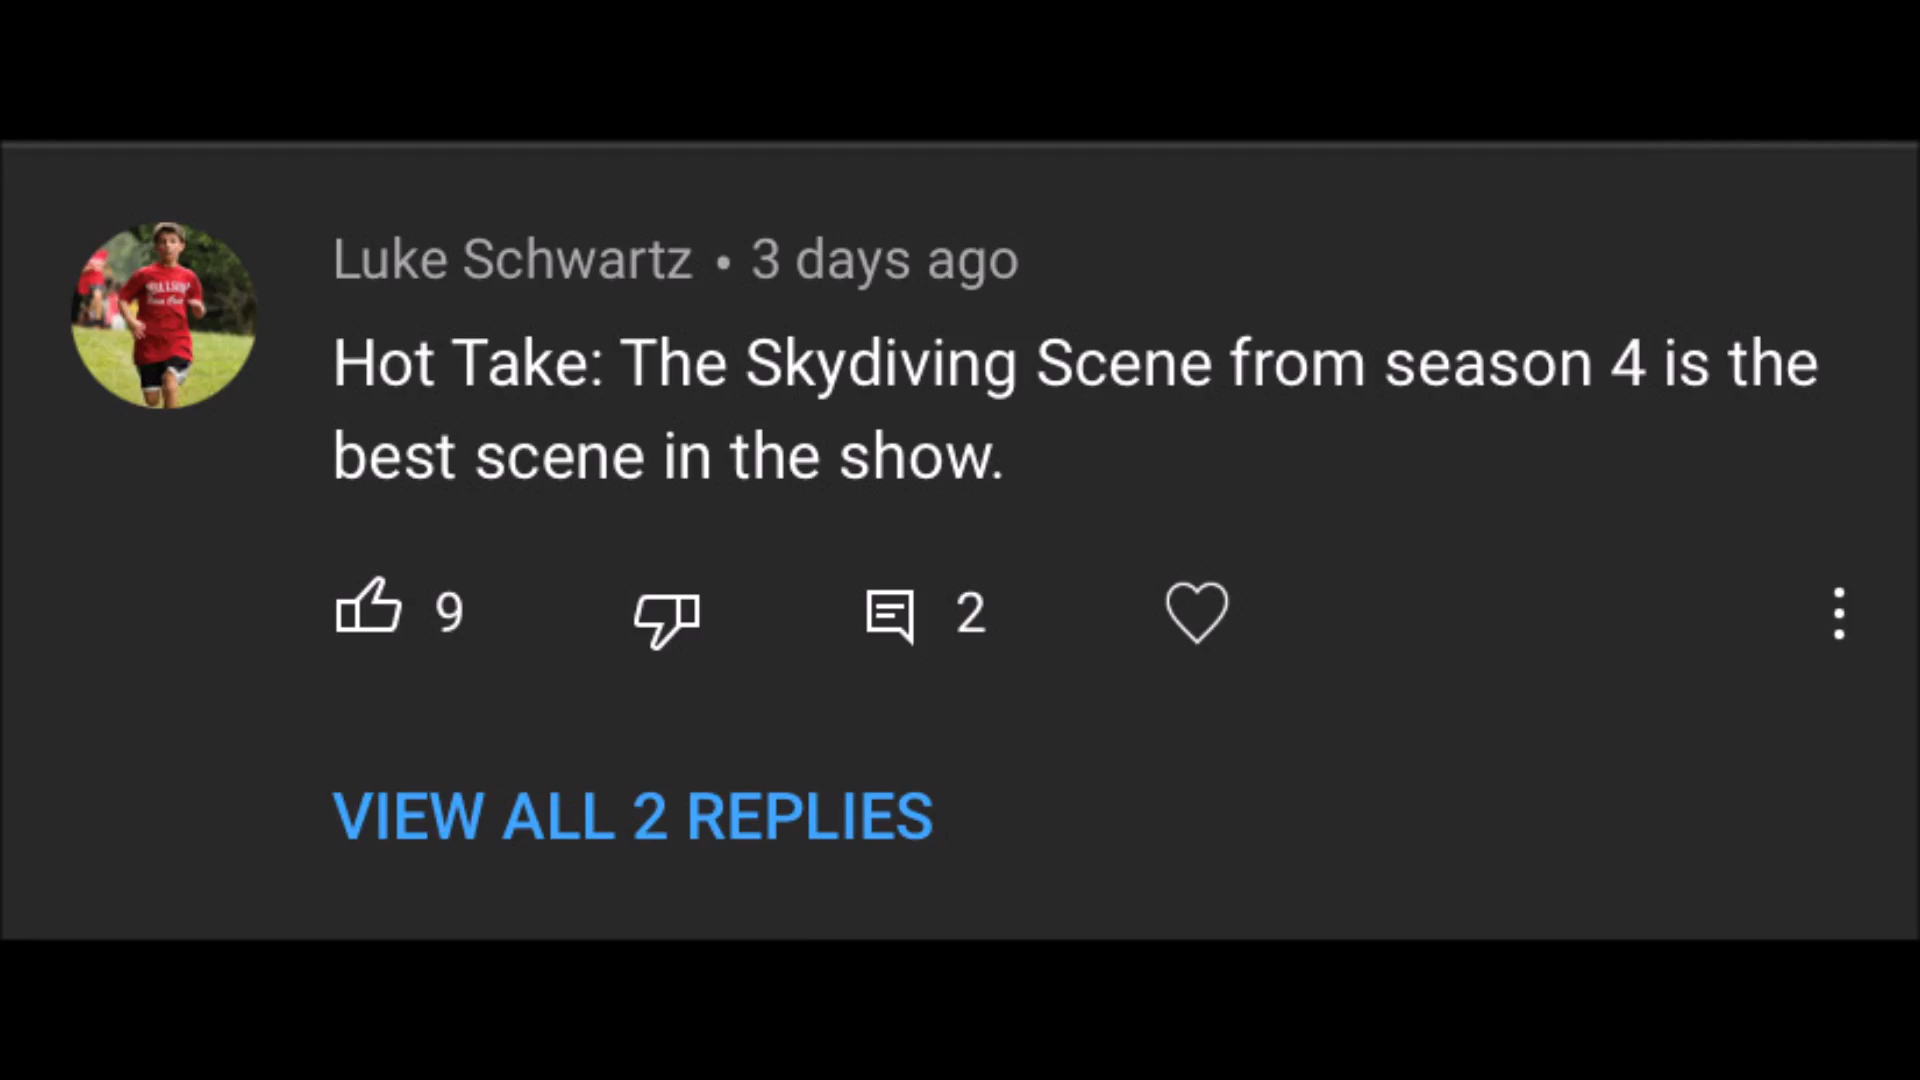 Luke Schwartz • 3 days ago
Hot Take: The Skydiving Scene from season 4 is the
best scene in the show.
9 2
VIEW ALL 2 REPLIES